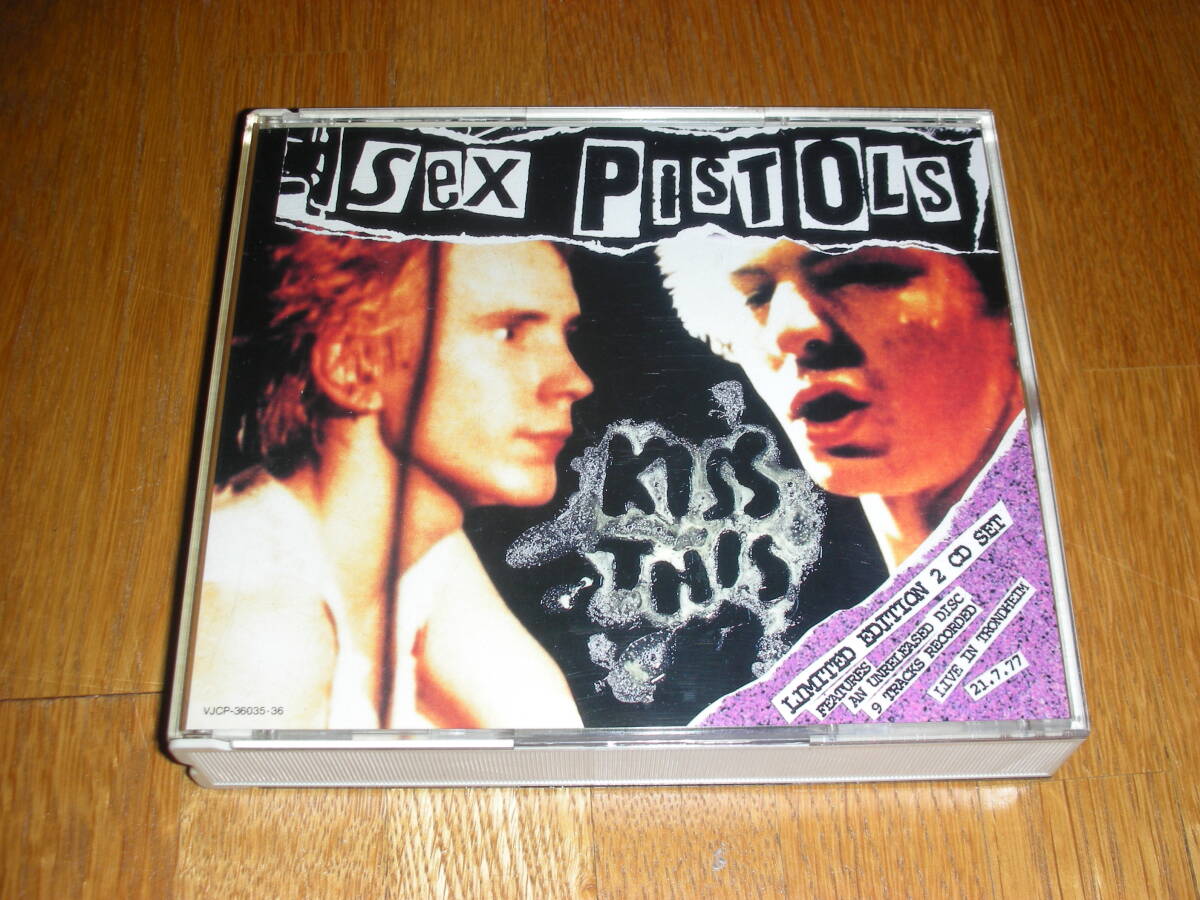 Sex PiSTOLS
KISS
THIS
LiMiTED EDITION 2 CD SET
FEATURES
AN UNRELEASED DISC
9 TRACKS RECORDED
LIVE IN TRONDHEIM
21.7.77
VJCP-36035-36